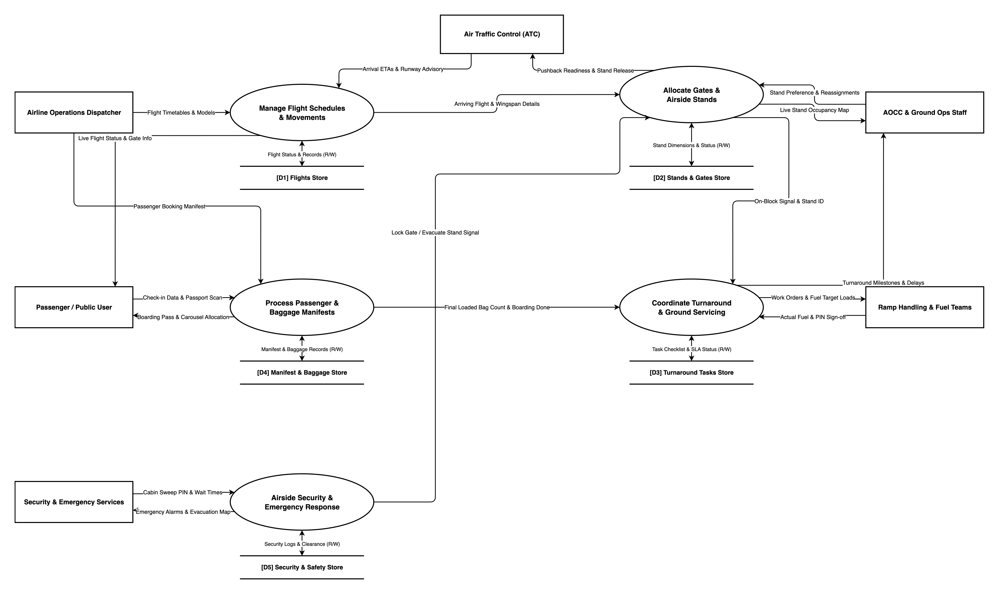 Air Traffic Control (ATC)
Arrival ETAs & Runway Advisory
Pushback Readiness & Stand Release
Airline Operations Dispatcher
Flight Timetables & Models
Manage Flight Schedules
& Movements
Arriving Flight & Wingspan Details
Allocate Gates &
Airside Stands
Stand Preference & Reassignments
Live Stand Occupancy Map
AOCC & Ground Ops Staff
Live Flight Status & Gate Info
Flight Status & Records (R/W)
Stand Dimensions & Status (R/W)
[D1] Flights Store
[D2] Stands & Gates Store
On-Block Signal & Stand ID
Passenger Booking Manifest
Lock Gate / Evacuate Stand Signal
Turnaround Milestones & Delays
Passenger / Public User
Check-in Data & Passport Scan
Boarding Pass & Carousel Allocation
Process Passenger &
Baggage Manifests
Final Loaded Bag Count & Boarding Done
Coordinate Turnaround
& Ground Servicing
Work Orders & Fuel Target Loads
Actual Fuel & PIN Sign-off
Ramp Handling & Fuel Teams
Manifest & Baggage Records (R/W)
Task Checklist & SLA Status (R/W)
[D4] Manifest & Baggage Store
[D3] Turnaround Tasks Store
Security & Emergency Services
Cabin Sweep PIN & Wait Times
Emergency Alarms & Evacuation Map
Airside Security &
Emergency Response
Security Logs & Clearance (R/W)
[D5] Security & Safety Store